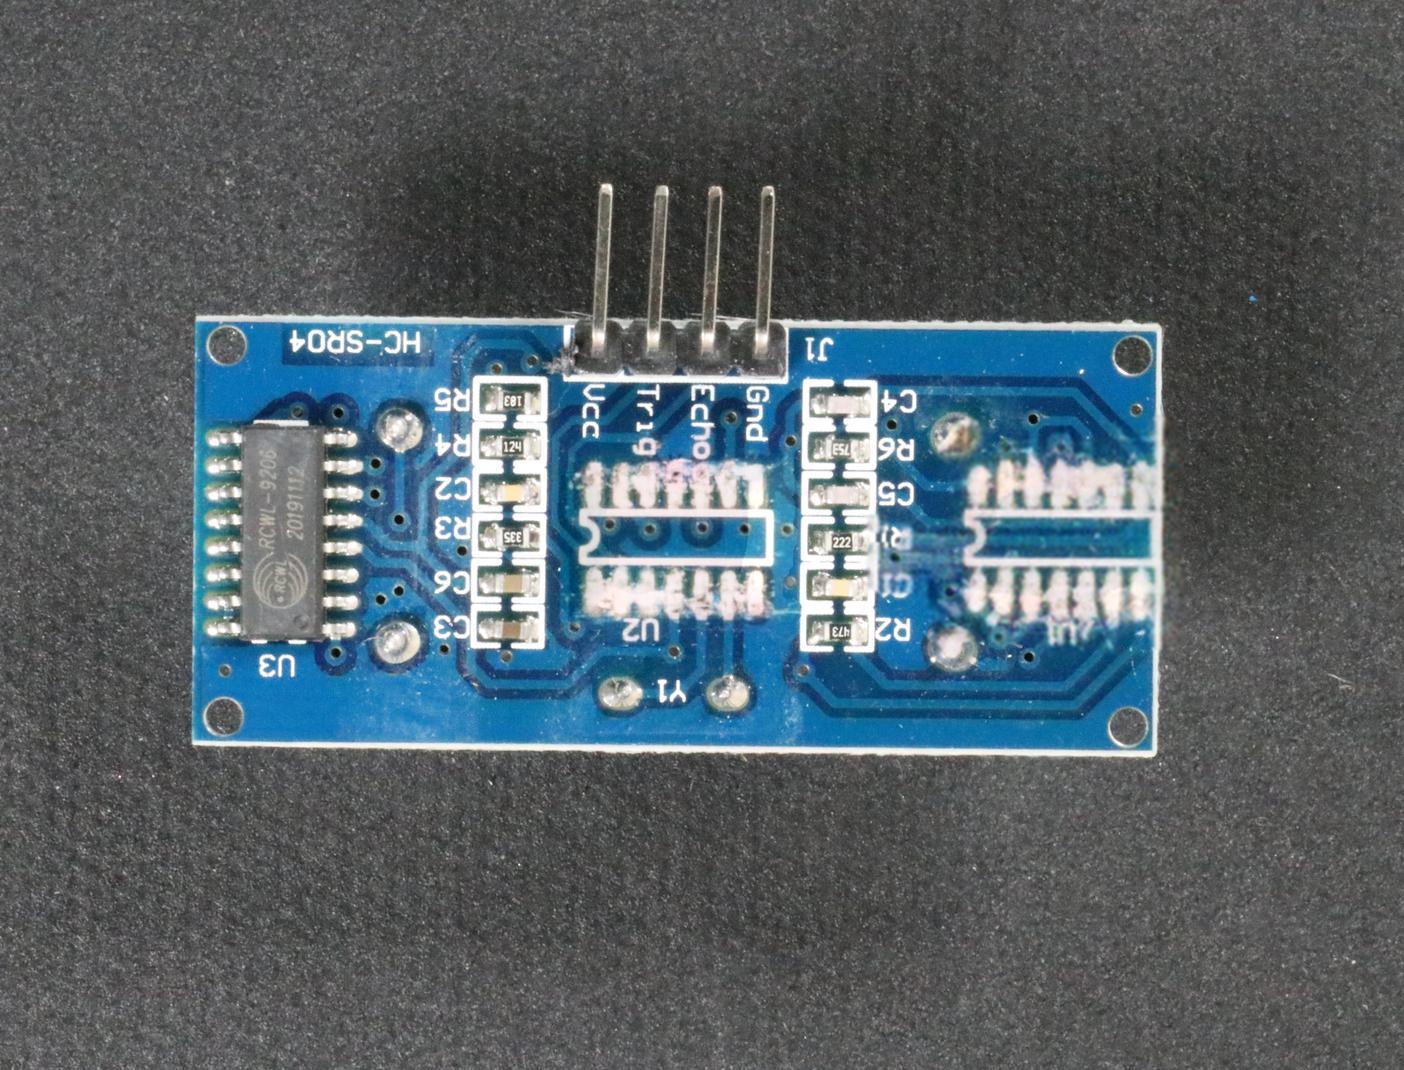 HC-SR04
J1
Vcc
Trig
Echo
Gnd
R5
183
R4
124
C2
R3
335
C6
C3
C4
R6
753
C5
222
R2
473
RCWL-9206
20191112
RCWL
U3
U2
Y1